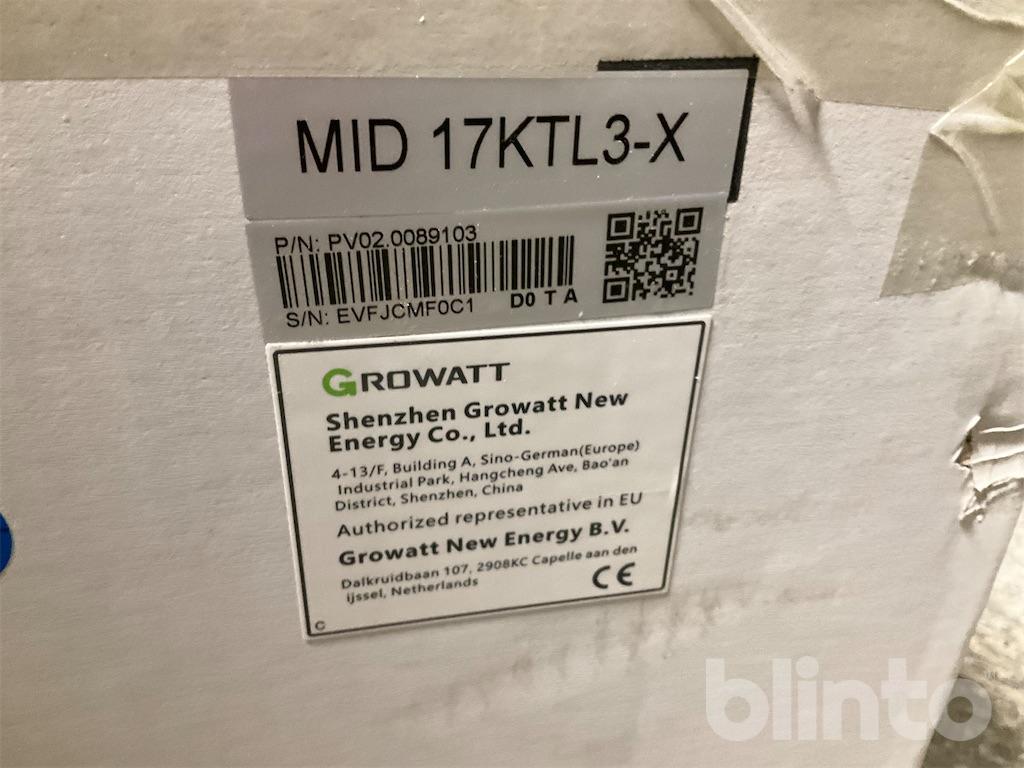 MID 17KTL3-X
P/N: PV02.0089103
S/N: EVFJCMF0C1 D0 T A
GROWATT
Shenzhen Growatt New
Energy Co., Ltd.
4-13/F, Building A, Sino-German(Europe)
Industrial Park, Hangcheng Ave, Bao'an
District, Shenzhen, China
Authorized representative in EU
Growatt New Energy B.V.
Dalkruidbaan 107, 2908KC Capelle aan den
ijssel, Netherlands
CE
C
blinto